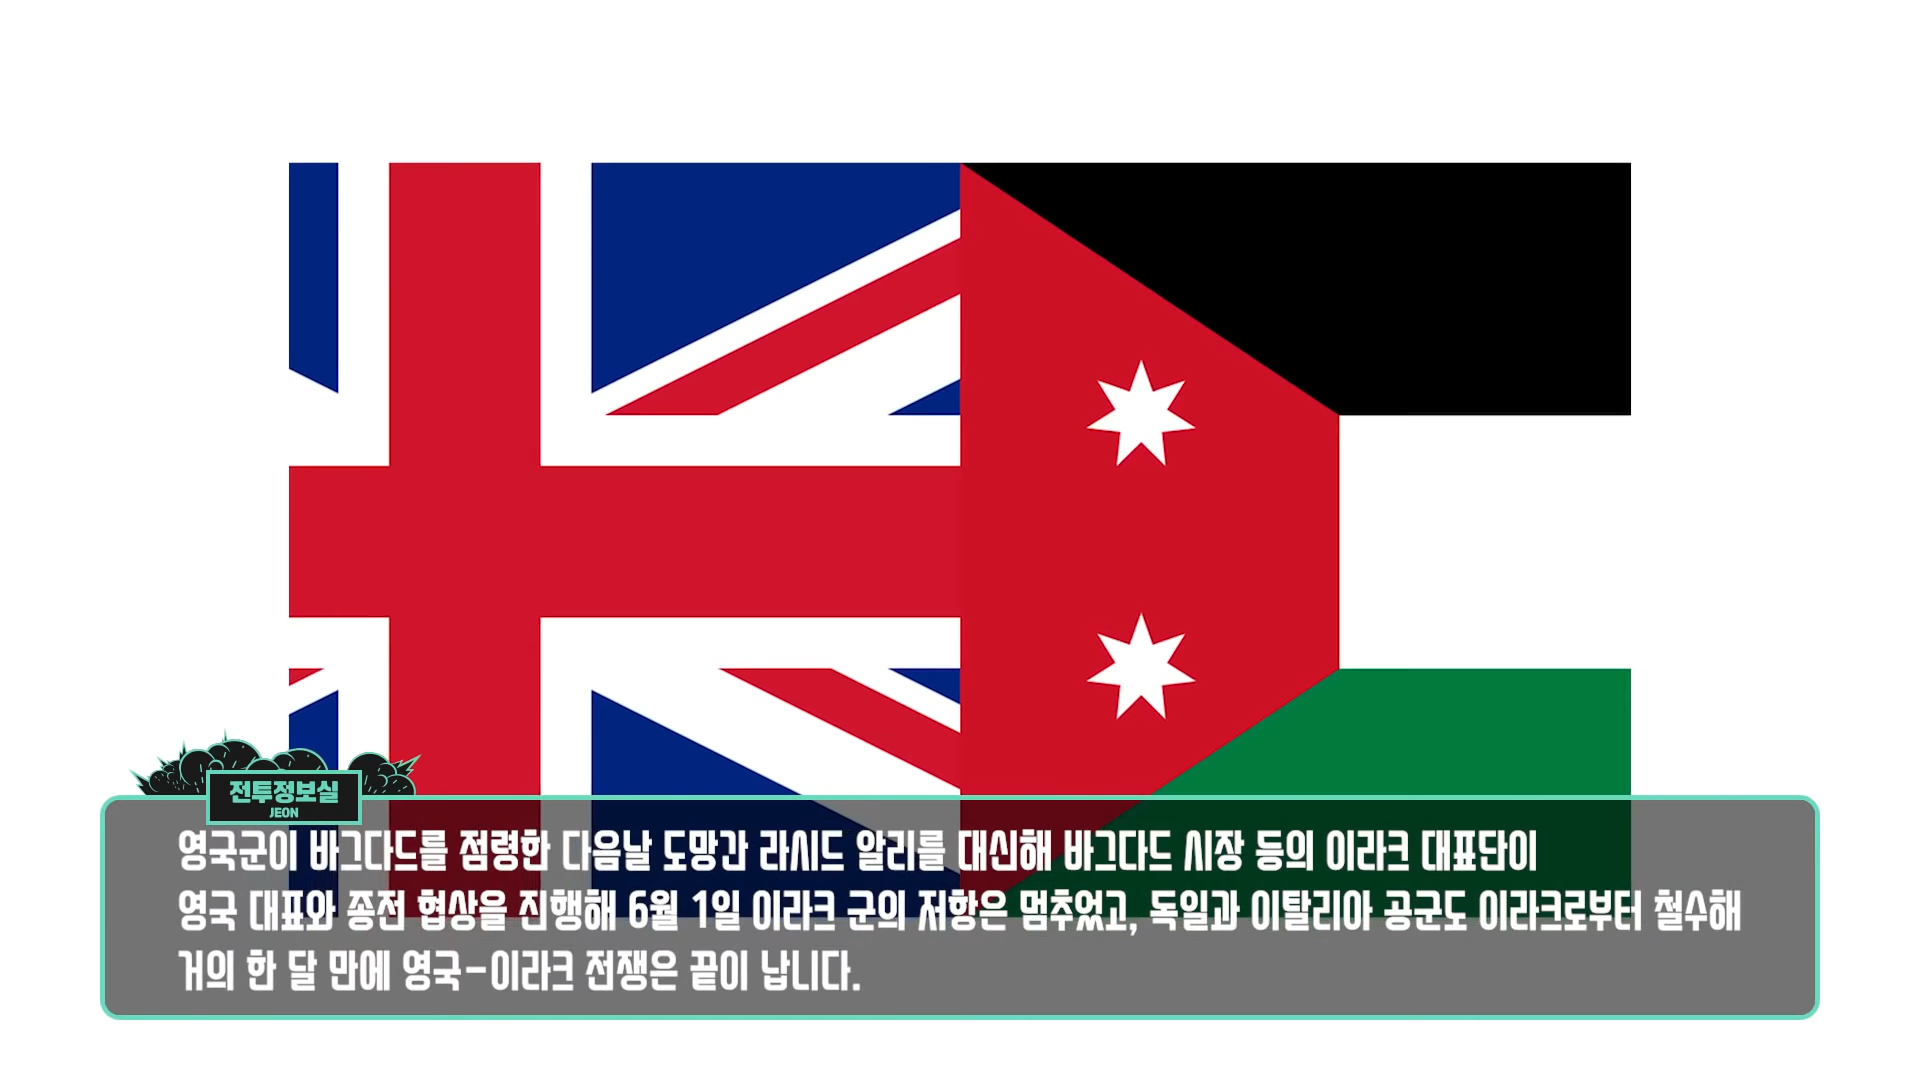 전투정보실
JEON
영국군이 바그다드를 점령한 다음날 도망간 라시드 알리를 대신해 바그다드 시장 등의 이라크 대표단이
영국 대표와 종전 협상을 진행해 6월 1일 이라크 군의 저항은 멈추었고, 독일과 이탈리아 공군도 이라크로부터 철수해
거의 한 달 만에 영국-이라크 전쟁은 끝이 납니다.